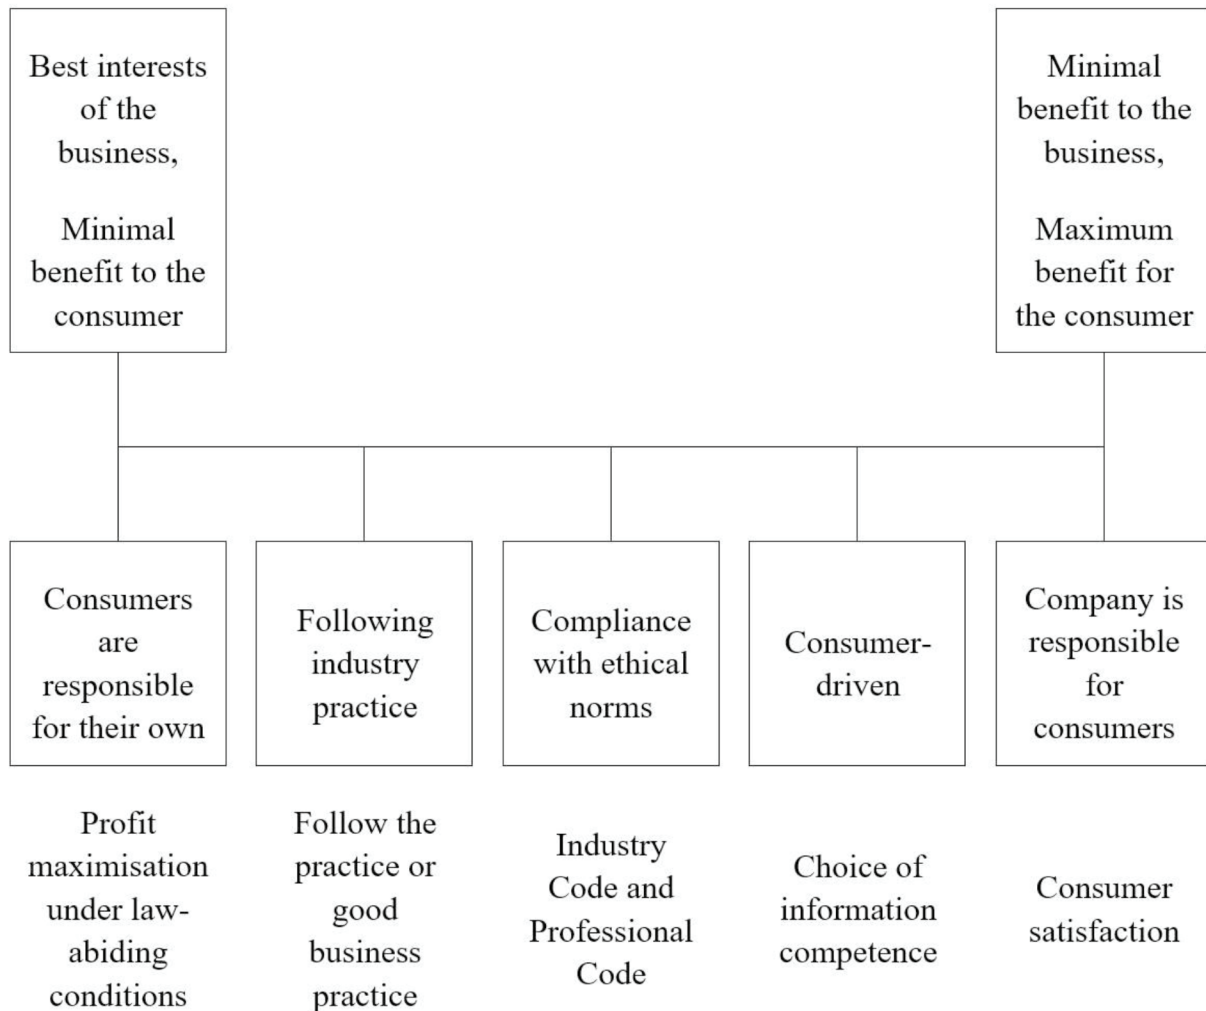 Best interests
of the
business,
Minimal
benefit to the
consumer
Minimal
benefit to the
business,
Maximum
benefit for
the consumer
Consumers
are
responsible
for their own
Following
industry
practice
Compliance
with ethical
norms
Consumer-
driven
Company is
responsible
for
consumers
Profit
maximisation
under law-
abiding
conditions
Follow the
practice or
good
business
practice
Industry
Code and
Professional
Code
Choice of
information
competence
Consumer
satisfaction